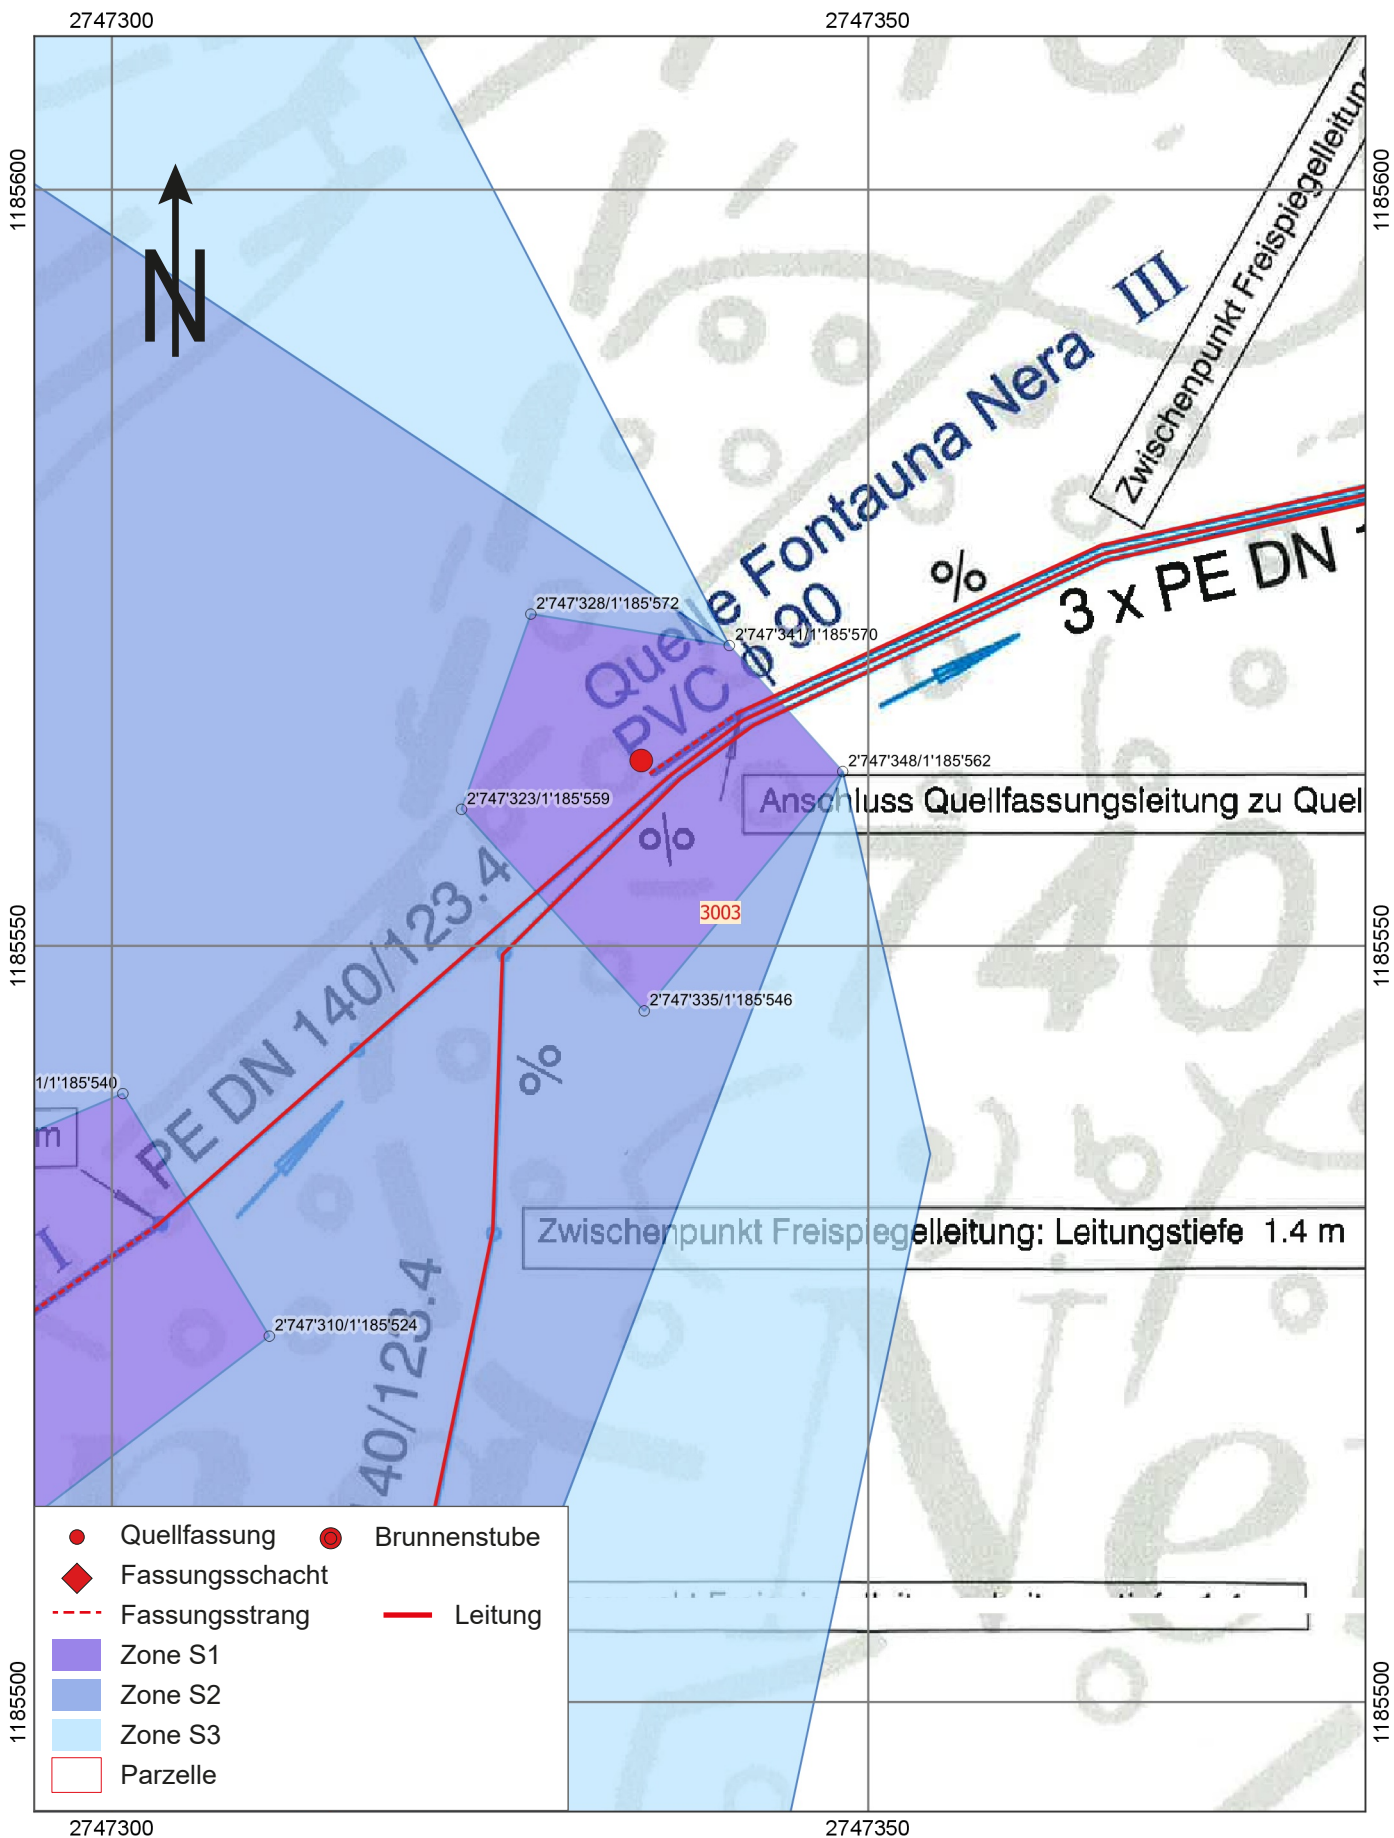 2747300
2747350
1185600
1185600
N
Zwischenpunkt Freispiegelleitung
Quelle Fontauna Nera III
PVC ϕ 90
%
3 x PE DN
2'747'328/1'185'572
2'747'341/1'185'570
2'747'348/1'185'562
Anschluss Quellfassungsleitung zu Quel
2'747'323/1'185'559
%
740
3003
1185550
1185550
PE DN 140/123.4
2'747'335/1'185'546
%
1/1'185'540
m
I
Zwischenpunkt Freispiegelleitung: Leitungstiefe 1.4 m
2'747'310/1'185'524
40/123.4
Ne
Quellfassung
Brunnenstube
Fassungsschacht
Fassungsstrang
Leitung
Zone S1
Zone S2
Zone S3
Parzelle
1185500
1185500
2747300
2747350